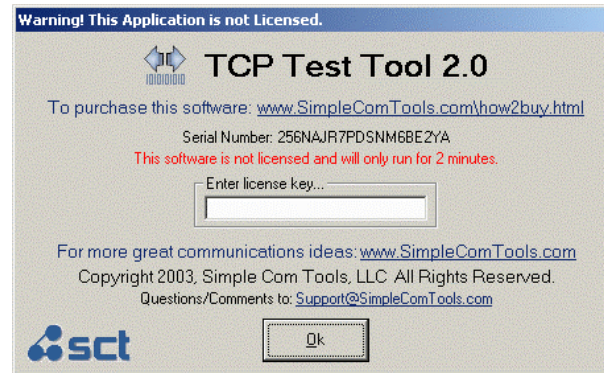 Warning! This Application is not Licensed.
TCP Test Tool 2.0
To purchase this software: www.SimpleComTools.com\how2buy.html
Serial Number: 256NAJR7PDSNM6BE2YA
This software is not licensed and will only run for 2 minutes.
Enter license key...
For more great communications ideas: www.SimpleComTools.com
Copyright 2003, Simple Com Tools, LLC All Rights Reserved.
Questions/Comments to: Support@SimpleComTools.com
sct
Ok